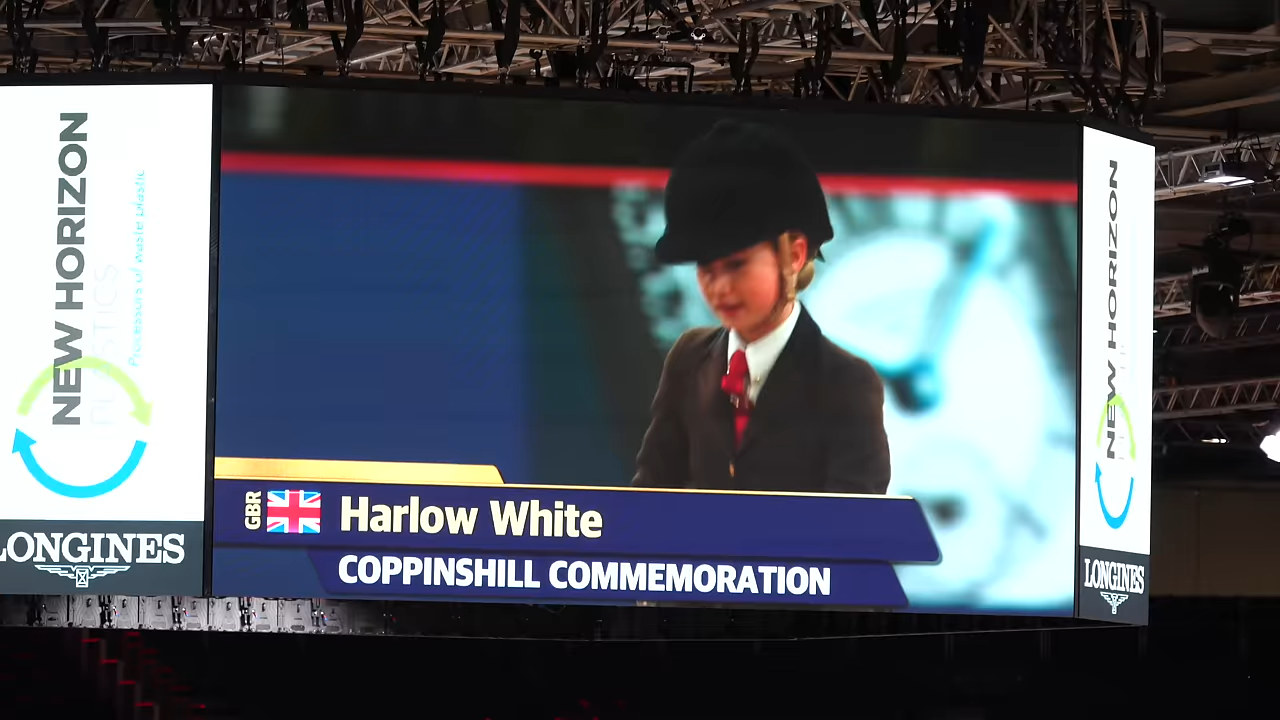 NEW HORIZON
PLASTICS
Processors of waste plastic
LONGINES
GBR
Harlow White
COPPINSHILL COMMEMORATION
NEW HORIZON
LONGINES